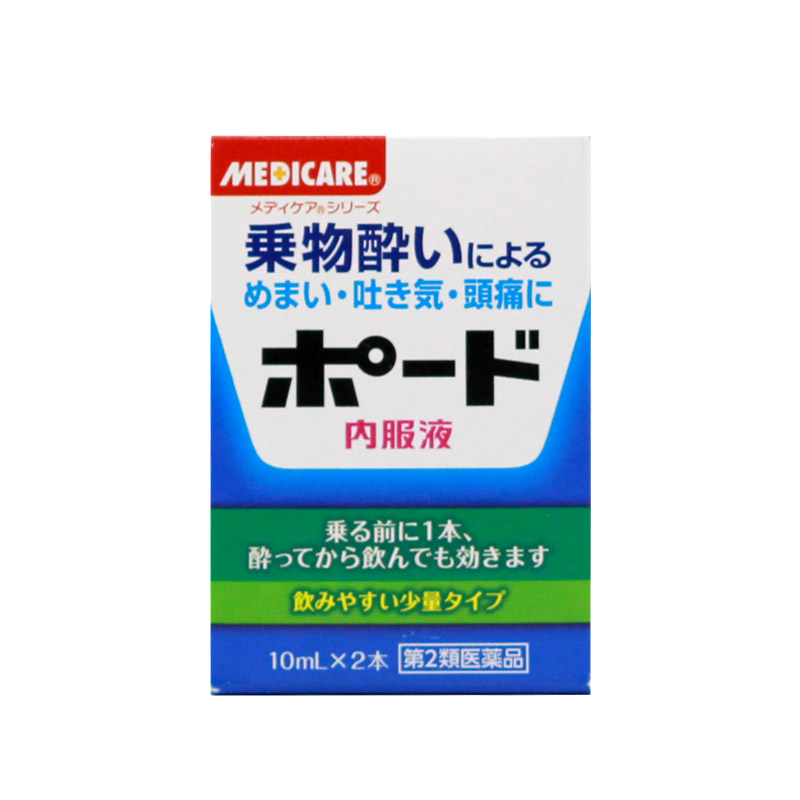 MEDICARE®
メディケア®シリーズ
乗物酔いによる
めまい・吐き気・頭痛に
ポード
内服液
乗る前に1本、
酔ってから飲んでも効きます
飲みやすい少量タイプ
10mL×2本 第2類医薬品